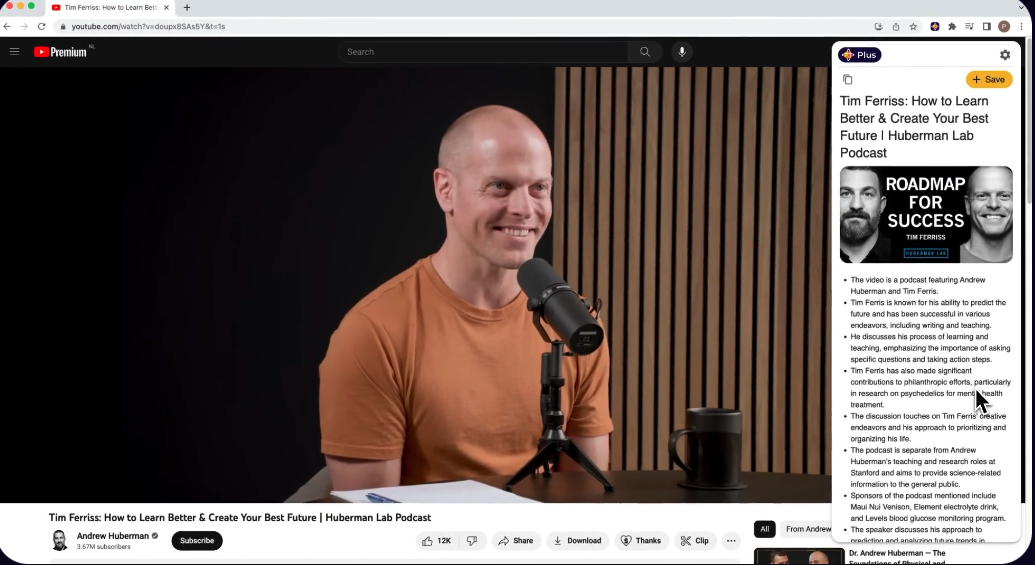 Tim Ferriss: How to Learn Bett
youtube.com/watch?v=doupx8SAs5Y&t=1s
P
Premium NL
Search
Plus
Save
Tim Ferriss: How to Learn
Better & Create Your Best
Future | Huberman Lab
Podcast
ROADMAP
FOR
SUCCESS
TIM FERRISS
HUBERMAN LAB
• The video is a podcast featuring Andrew
Huberman and Tim Ferris.
• Tim Ferris is known for his ability to predict the
future and has been successful in various
endeavors, including writing and teaching.
• He discusses his process of learning and
teaching, emphasizing the importance of asking
specific questions and taking action steps.
• Tim Ferris has also made significant
contributions to philanthropic efforts, particularly
in research on psychedelics for mental health
treatment.
• The discussion touches on Tim Ferris' creative
endeavors and his approach to prioritizing and
organizing his life.
• The podcast is separate from Andrew
Huberman's teaching and research roles at
Stanford and aims to provide science-related
information to the general public.
• Sponsors of the podcast mentioned include
Maui Nui Venison, Element electrolyte drink,
and Levels blood glucose monitoring program.
• The speaker discusses his approach to
predicting and analyzing future trends in
Tim Ferriss: How to Learn Better & Create Your Best Future | Huberman Lab Podcast
Andrew Huberman
3.67M subscribers
Subscribe
12K
Share
Download
Thanks
Clip
All
From Andrew
Dr. Andrew Huberman — The
Foundations of Physical and